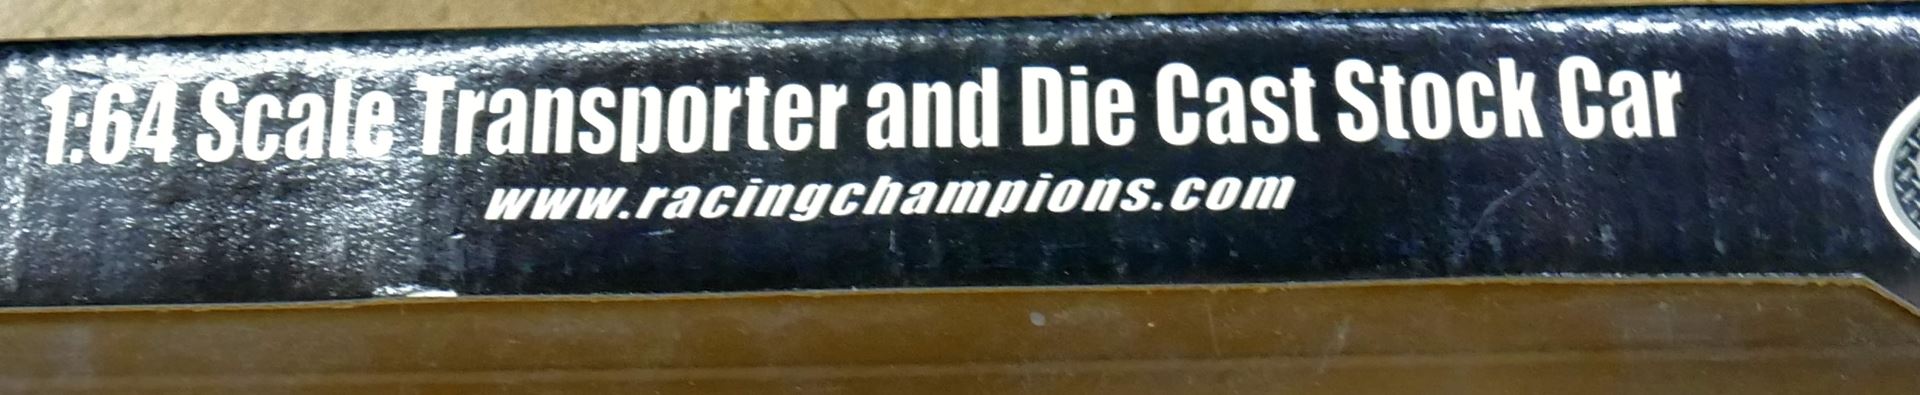 1:64 Scale Transporter and Die Cast Stock Car
www.racingchampions.com